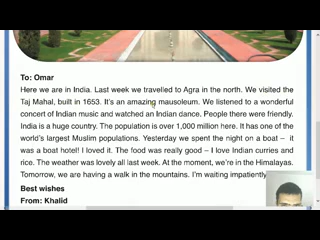 To: Omar
Here we are in India. Last week we travelled to Agra in the north. We visited the
Taj Mahal, built in 1653. It's an amazing mausoleum. We listened to a wonderful
concert of Indian music and watched an Indian dance. People there were friendly.
India is a huge country. The population is over 1,000 million here. It has one of the
world's largest Muslim populations. Yesterday we spent the night on a boat – it
was a boat hotel! I loved it. The food was really good – I love Indian curries and
rice. The weather was lovely all last week. At the moment, we're in the Himalayas.
Tomorrow, we are having a walk in the mountains. I'm waiting impatiently
Best wishes
From: Khalid